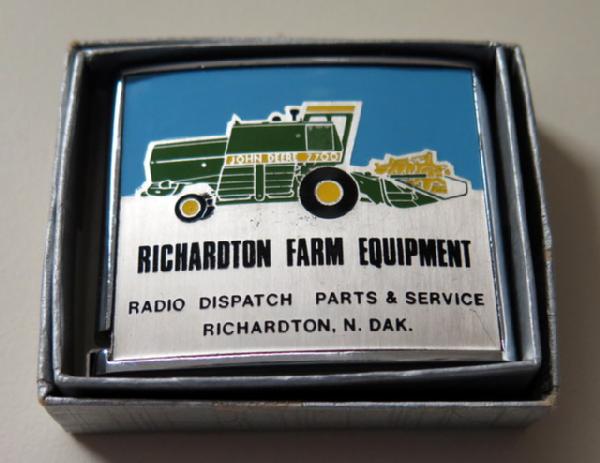 JOHN DEERE 7700
RICHARDTON FARM EQUIPMENT
RADIO DISPATCH PARTS & SERVICE
RICHARDTON, N. DAK.